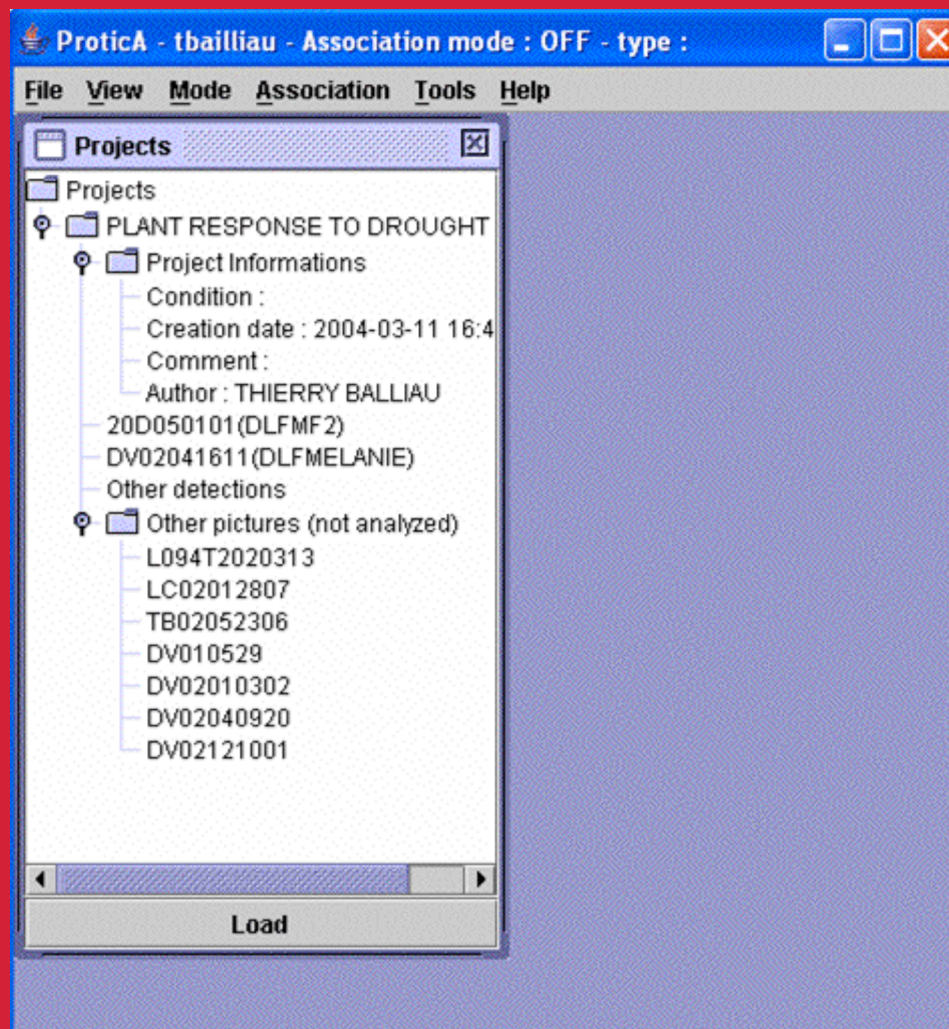 ProticA - tbailliau - Association mode : OFF - type :
File View Mode Association Tools Help
Projects
Projects
PLANT RESPONSE TO DROUGHT
Project Informations
Condition :
Creation date : 2004-03-11 16:4
Comment :
Author : THIERRY BALLIAU
20D050101(DLFMF2)
DV02041611(DLFMELANIE)
Other detections
Other pictures (not analyzed)
L094T2020313
LC02012807
TB02052306
DV010529
DV02010302
DV02040920
DV02121001
Load